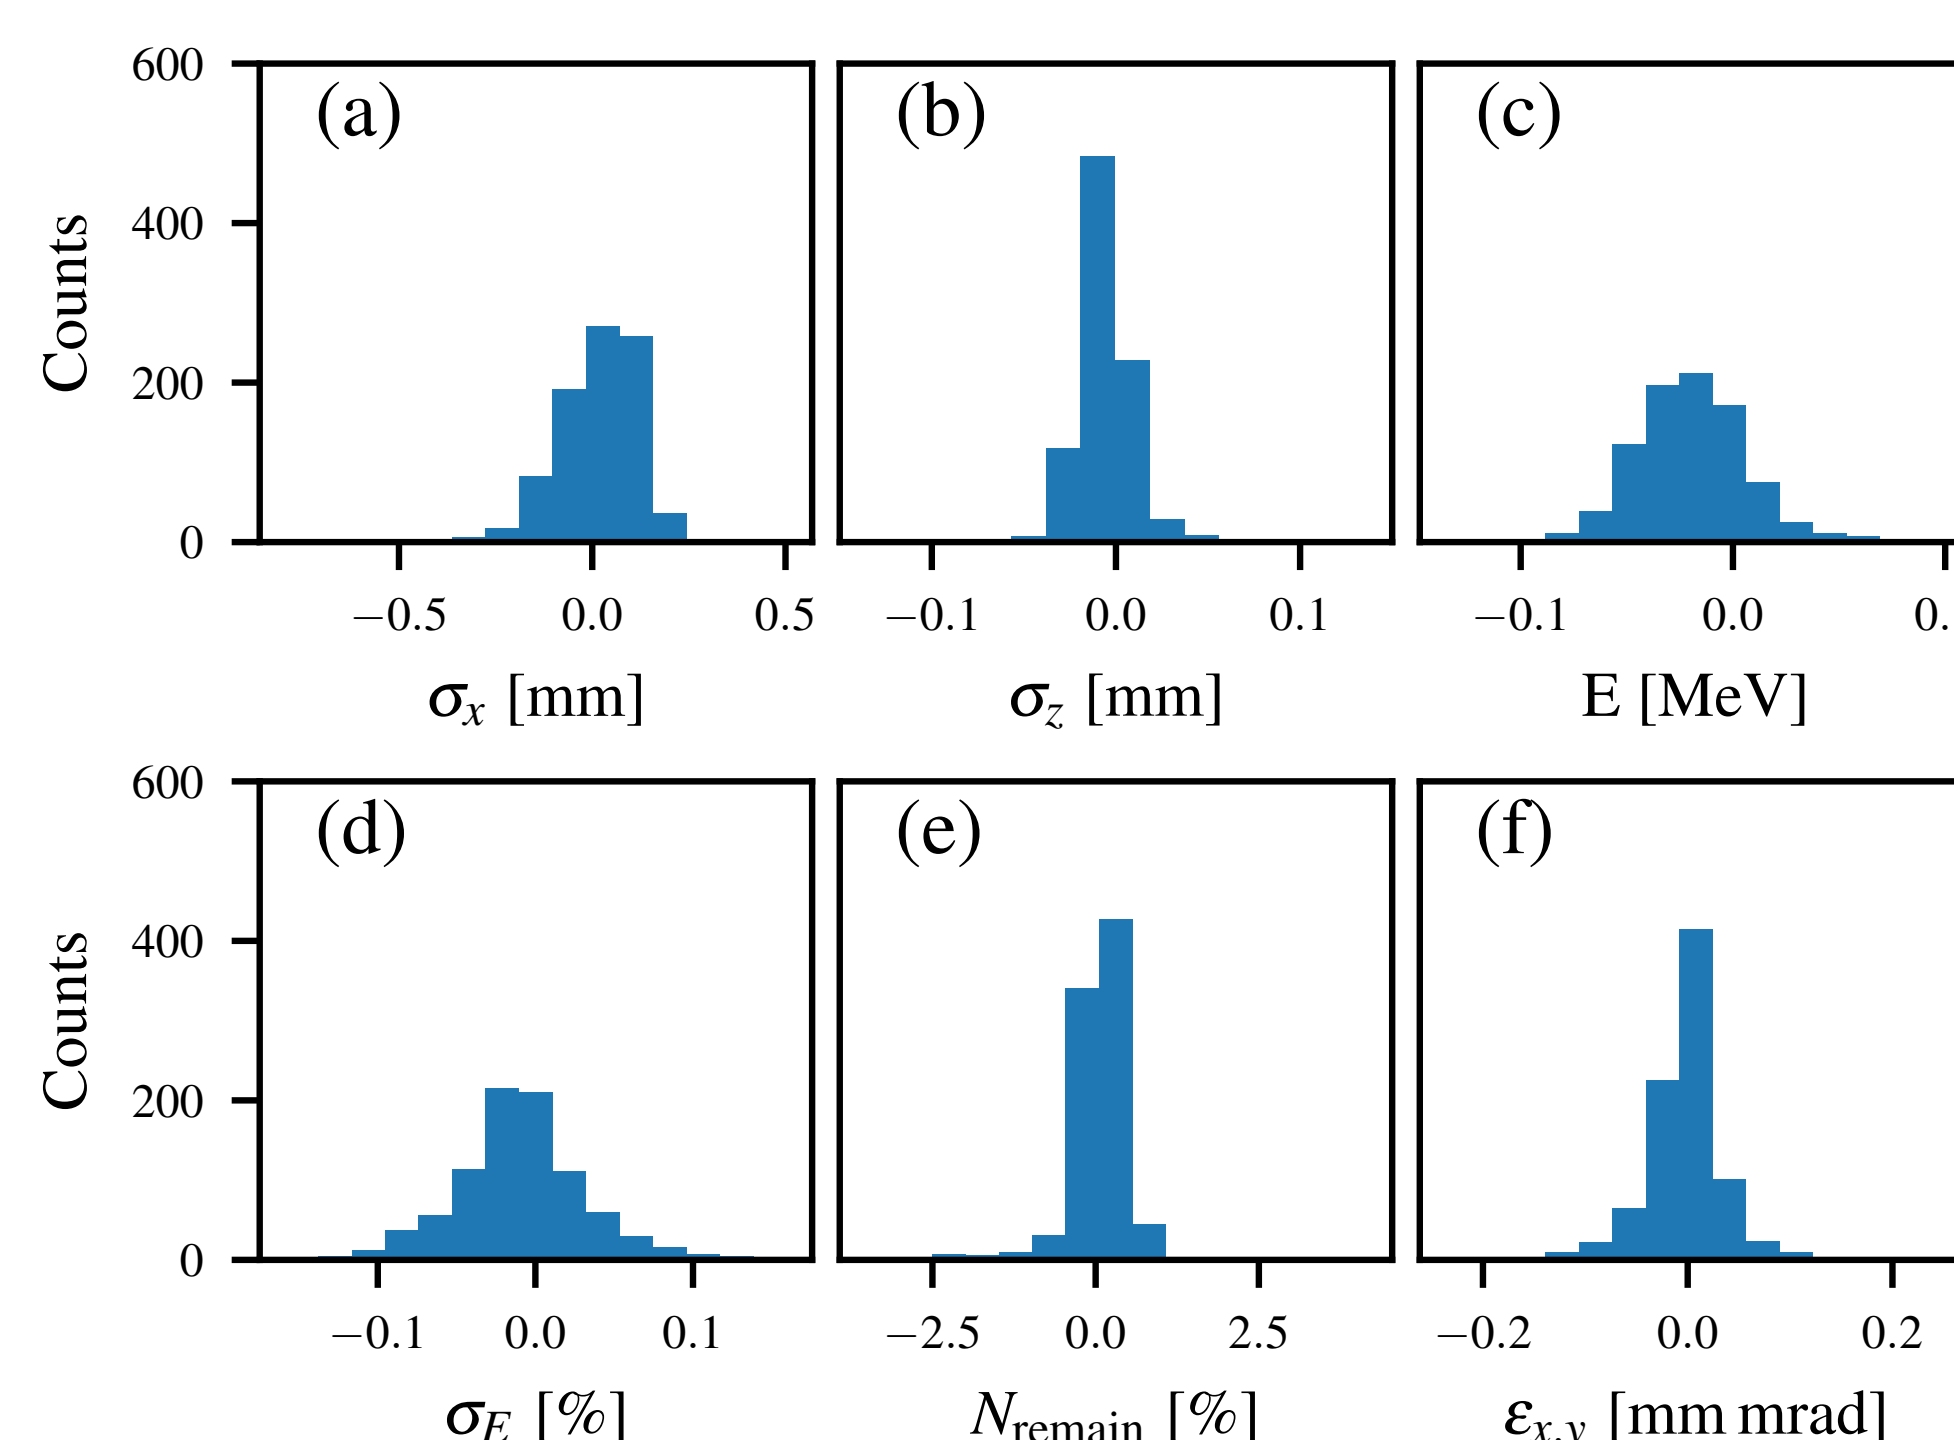 600
400
200
0
Counts
(a)
−0.5 0.0 0.5
σx [mm]
(b)
−0.1 0.0 0.1
σz [mm]
(c)
−0.1 0.0 0.
E [MeV]
600
400
200
0
Counts
(d)
−0.1 0.0 0.1
σE [%]
(e)
−2.5 0.0 2.5
Nremain [%]
(f)
−0.2 0.0 0.2
εx,y [mm mrad]